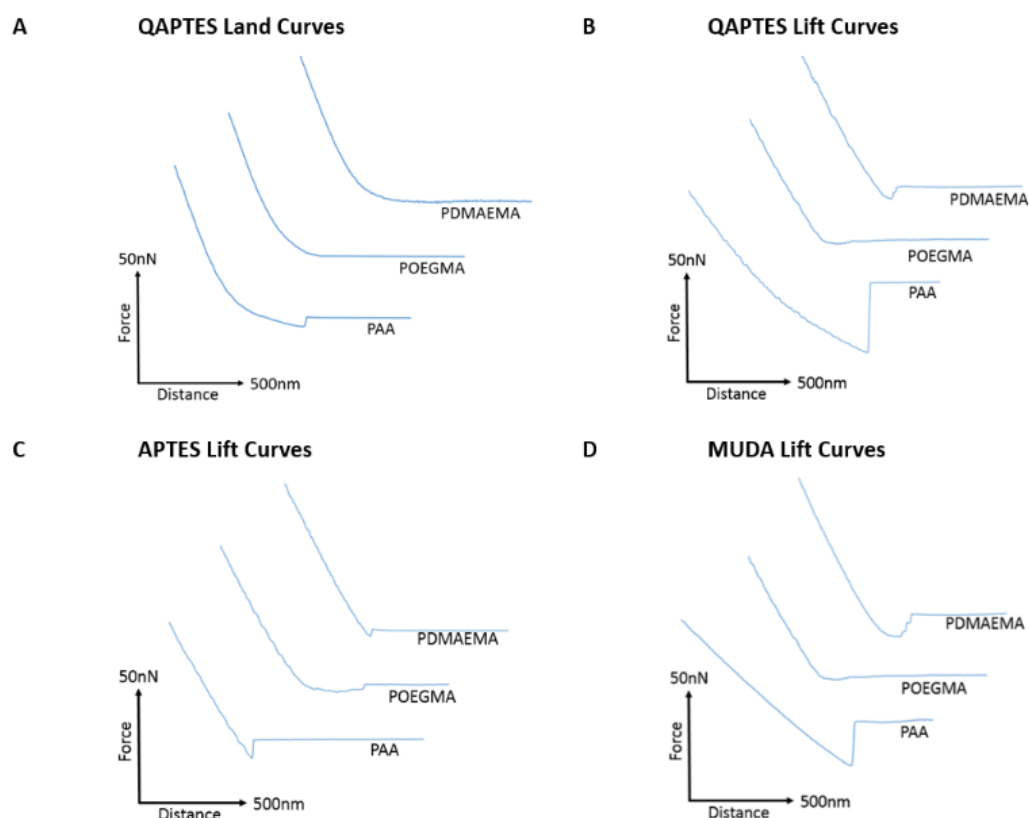 A QAPTES Land Curves
PDMAEMA
POEGMA
PAA
50nN
Force
Distance
500nm
B QAPTES Lift Curves
PDMAEMA
POEGMA
PAA
50nN
Force
Distance
500nm
C APTES Lift Curves
PDMAEMA
POEGMA
PAA
50nN
Force
Distance
500nm
D MUDA Lift Curves
PDMAEMA
POEGMA
PAA
50nN
Force
Distance
500nm